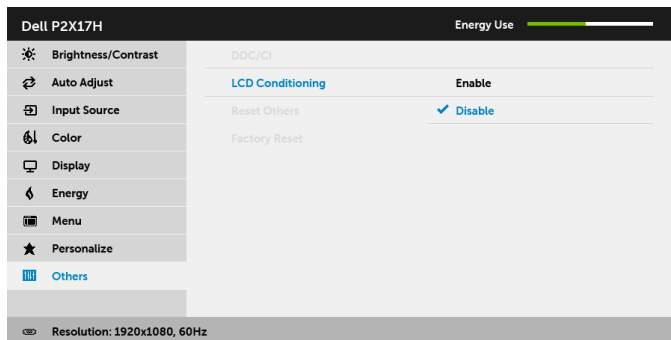 Dell P2X17H Energy Use
Brightness/Contrast DDC/CI
Auto Adjust LCD Conditioning Enable
Input Source Reset Others Disable
Color Factory Reset
Display
Energy
Menu
Personalize
Others
Resolution: 1920x1080, 60Hz